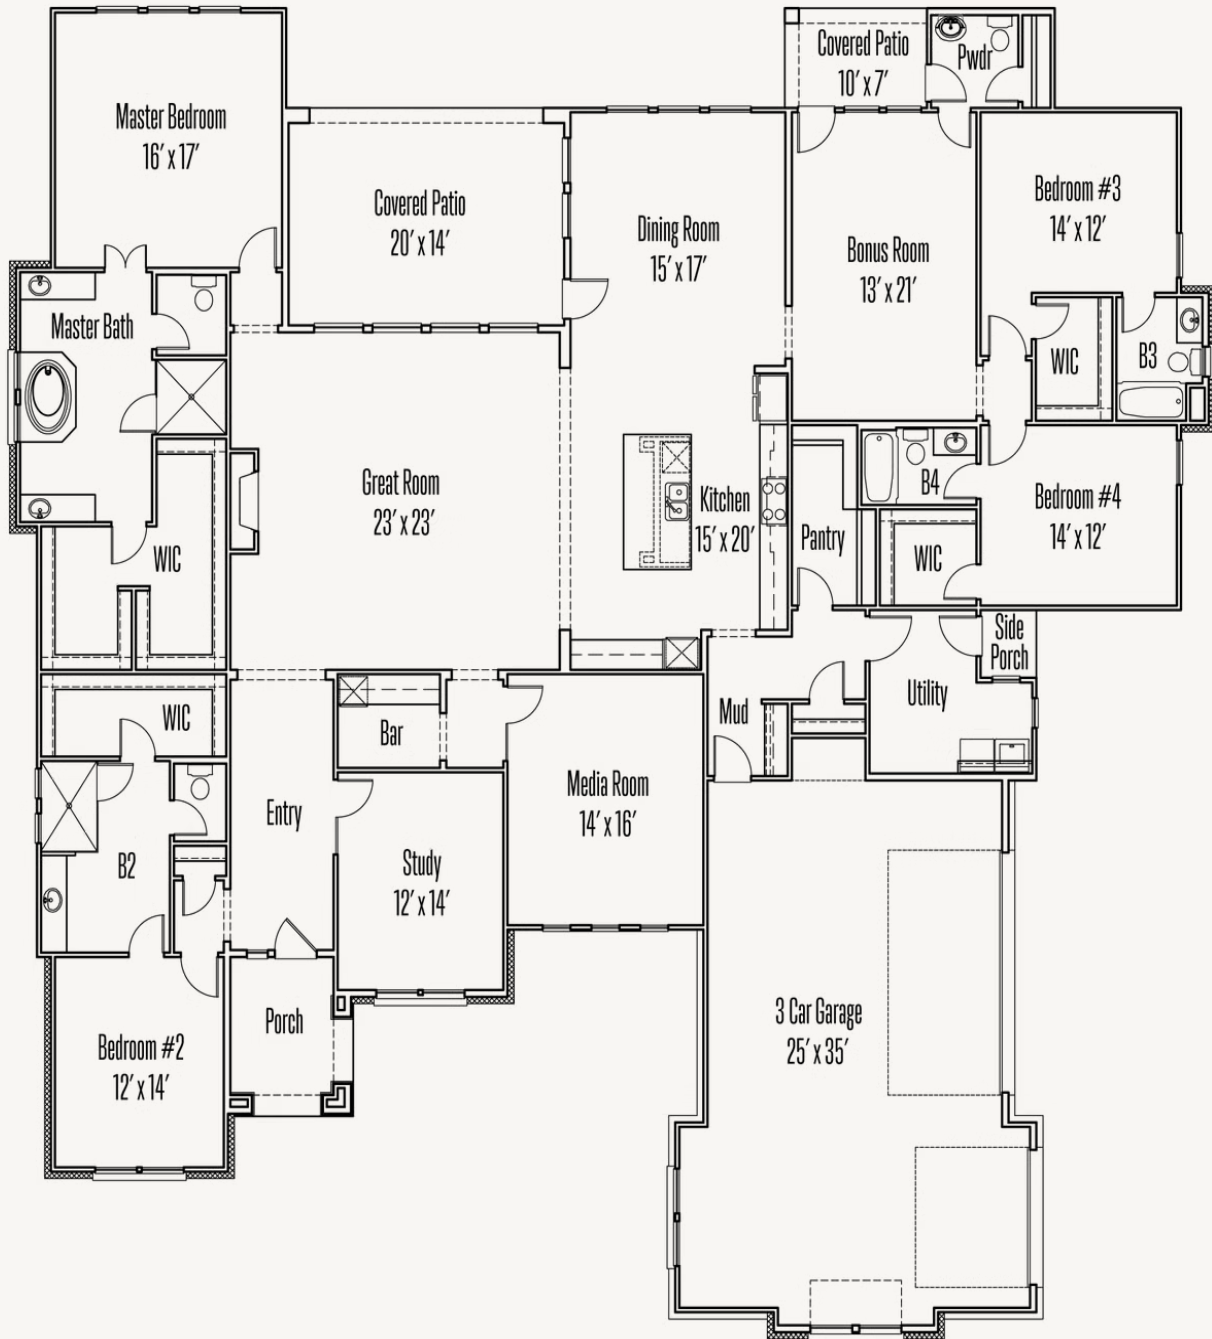 Covered Patio
10' x 7'
Pwdr
Master Bedroom
16' x 17'
Covered Patio
20' x 14'
Dining Room
15' x 17'
Bonus Room
13' x 21'
Bedroom #3
14' x 12'
Master Bath
WIC
B3
Great Room
23' x 23'
Kitchen
15' x 20'
Pantry
B4
Bedroom #4
14' x 12'
WIC
WIC
Side
Porch
Utility
WIC
Bar
Mud
Media Room
14' x 16'
Entry
B2
Study
12' x 14'
Porch
3 Car Garage
25' x 35'
Bedroom #2
12' x 14'